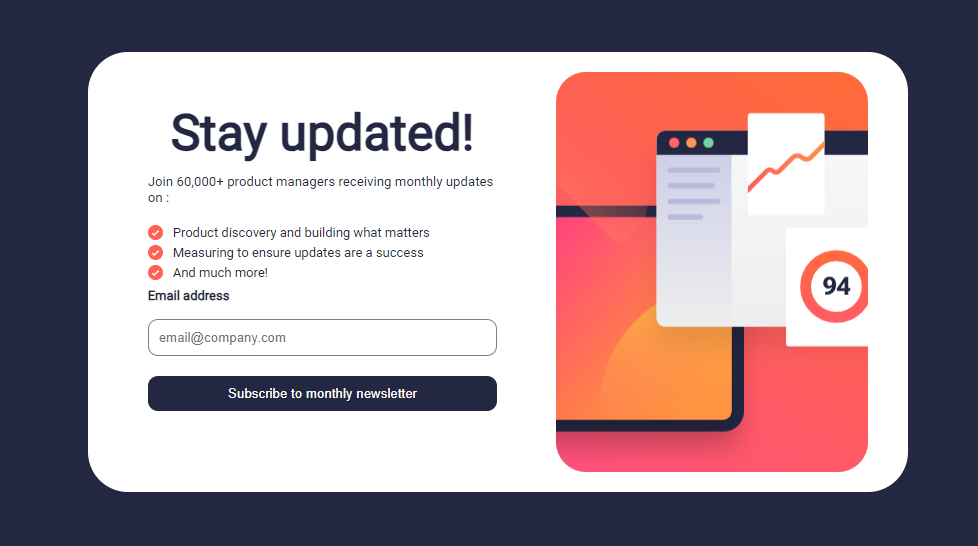 Stay updated!
Join 60,000+ product managers receiving monthly updates
on :
Product discovery and building what matters
Measuring to ensure updates are a success
And much more!
Email address
email@company.com
Subscribe to monthly newsletter
94